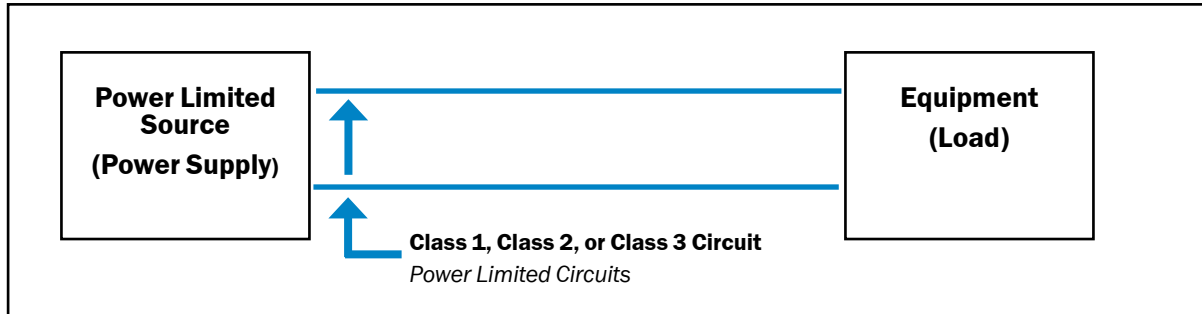 Power Limited
Source
(Power Supply)
Equipment
(Load)
Class 1, Class 2, or Class 3 Circuit
Power Limited Circuits